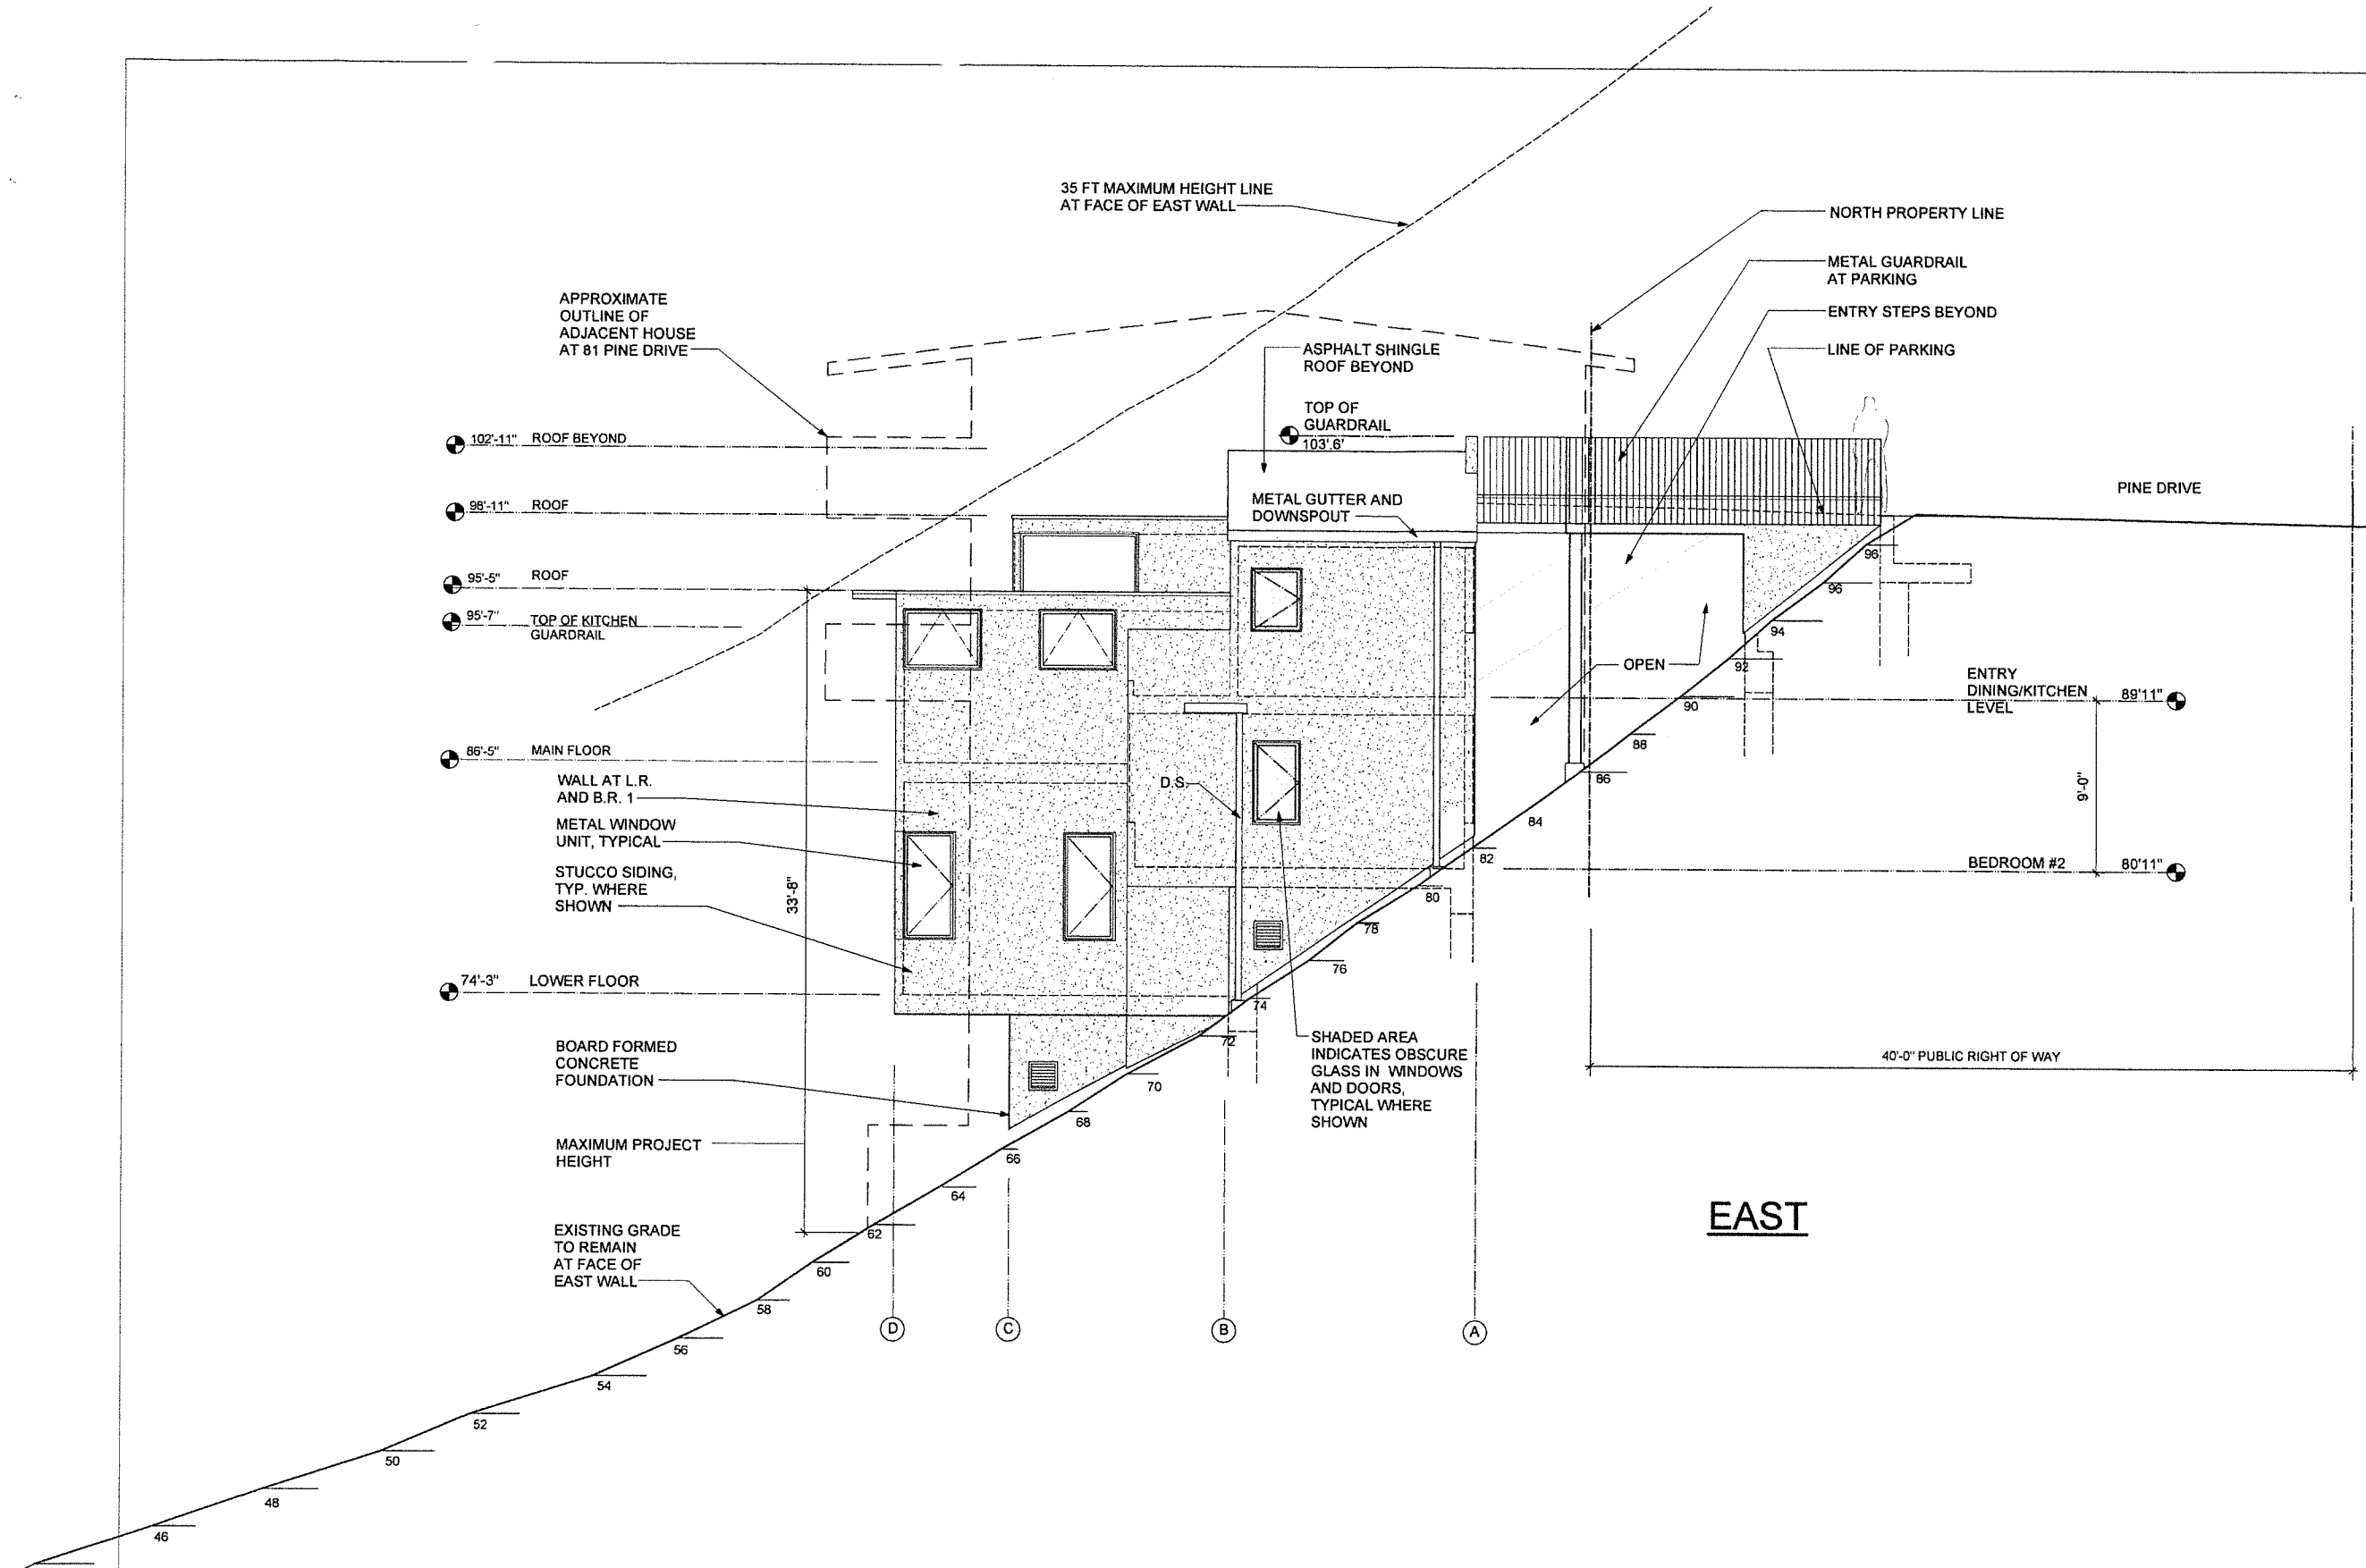 35 FT MAXIMUM HEIGHT LINE
AT FACE OF EAST WALL
NORTH PROPERTY LINE
METAL GUARDRAIL
AT PARKING
ENTRY STEPS BEYOND
LINE OF PARKING
APPROXIMATE
OUTLINE OF
ADJACENT HOUSE
AT 81 PINE DRIVE
ASPHALT SHINGLE
ROOF BEYOND
TOP OF
GUARDRAIL
103'.6'
102'-11" ROOF BEYOND
METAL GUTTER AND
DOWNSPOUT
PINE DRIVE
98'-11" ROOF
95'-5" ROOF
95'-7" TOP OF KITCHEN
GUARDRAIL
OPEN
ENTRY
DINING/KITCHEN
LEVEL
89'11"
86'-5" MAIN FLOOR
WALL AT L.R.
AND B.R. 1
METAL WINDOW
UNIT, TYPICAL
STUCCO SIDING,
TYP. WHERE
SHOWN
33'-8"
D.S.
9'-0"
BEDROOM #2 80'11"
74'-3" LOWER FLOOR
BOARD FORMED
CONCRETE
FOUNDATION
SHADED AREA
INDICATES OBSCURE
GLASS IN WINDOWS
AND DOORS,
TYPICAL WHERE
SHOWN
40'-0" PUBLIC RIGHT OF WAY
MAXIMUM PROJECT
HEIGHT
EXISTING GRADE
TO REMAIN
AT FACE OF
EAST WALL
EAST
96
96
94
92
90
88
86
84
82
80
78
76
74
72
70
68
66
64
62
60
58
56
54
52
50
48
46
D
C
B
A